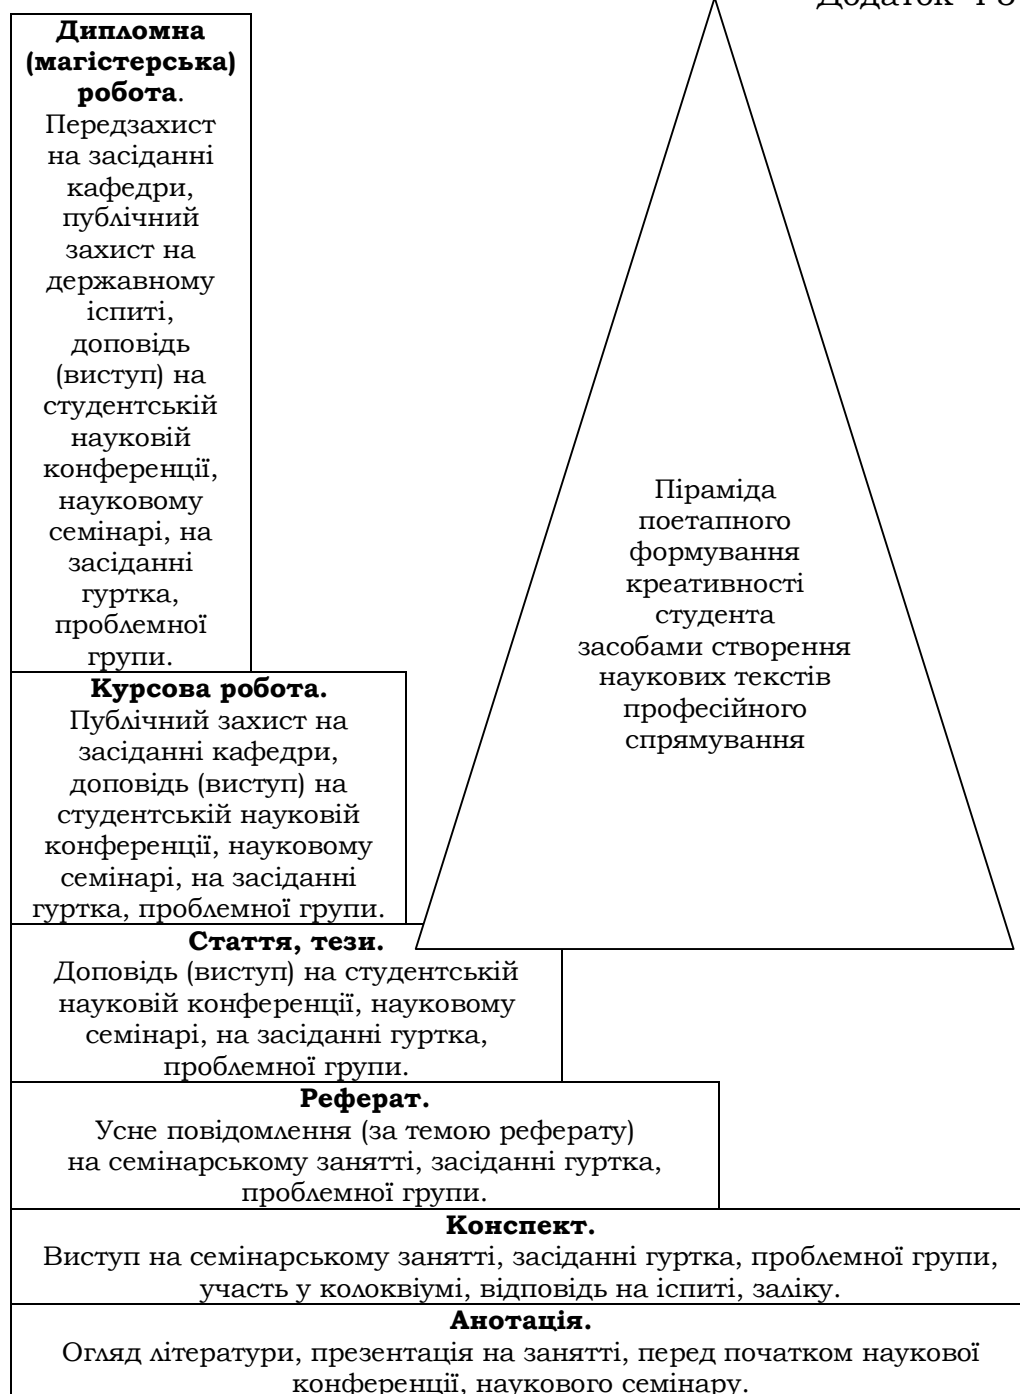 Додаток
Дипломна
(магістерська)
робота.
Передзахист
на засіданні
кафедри,
публічний
захист на
державному
іспиті,
доповідь
(виступ) на
студентській
науковій
конференції,
науковому
семінарі, на
засіданні
гуртка,
проблемної
групи.
Піраміда
поетапного
формування
креативності
студента
засобами створення
наукових текстів
професійного
спрямування
Курсова робота.
Публічний захист на
засіданні кафедри,
доповідь (виступ) на
студентській науковій
конференції, науковому
семінарі, на засіданні
гуртка, проблемної групи.
Стаття, тези.
Доповідь (виступ) на студентській
науковій конференції, науковому
семінарі, на засіданні гуртка,
проблемної групи.
Реферат.
Усне повідомлення (за темою реферату)
на семінарському занятті, засіданні гуртка,
проблемної групи.
Конспект.
Виступ на семінарському занятті, засіданні гуртка, проблемної групи,
участь у колоквіумі, відповідь на іспиті, заліку.
Анотація.
Огляд літератури, презентація на занятті, перед початком наукової
конференції, наукового семінару.